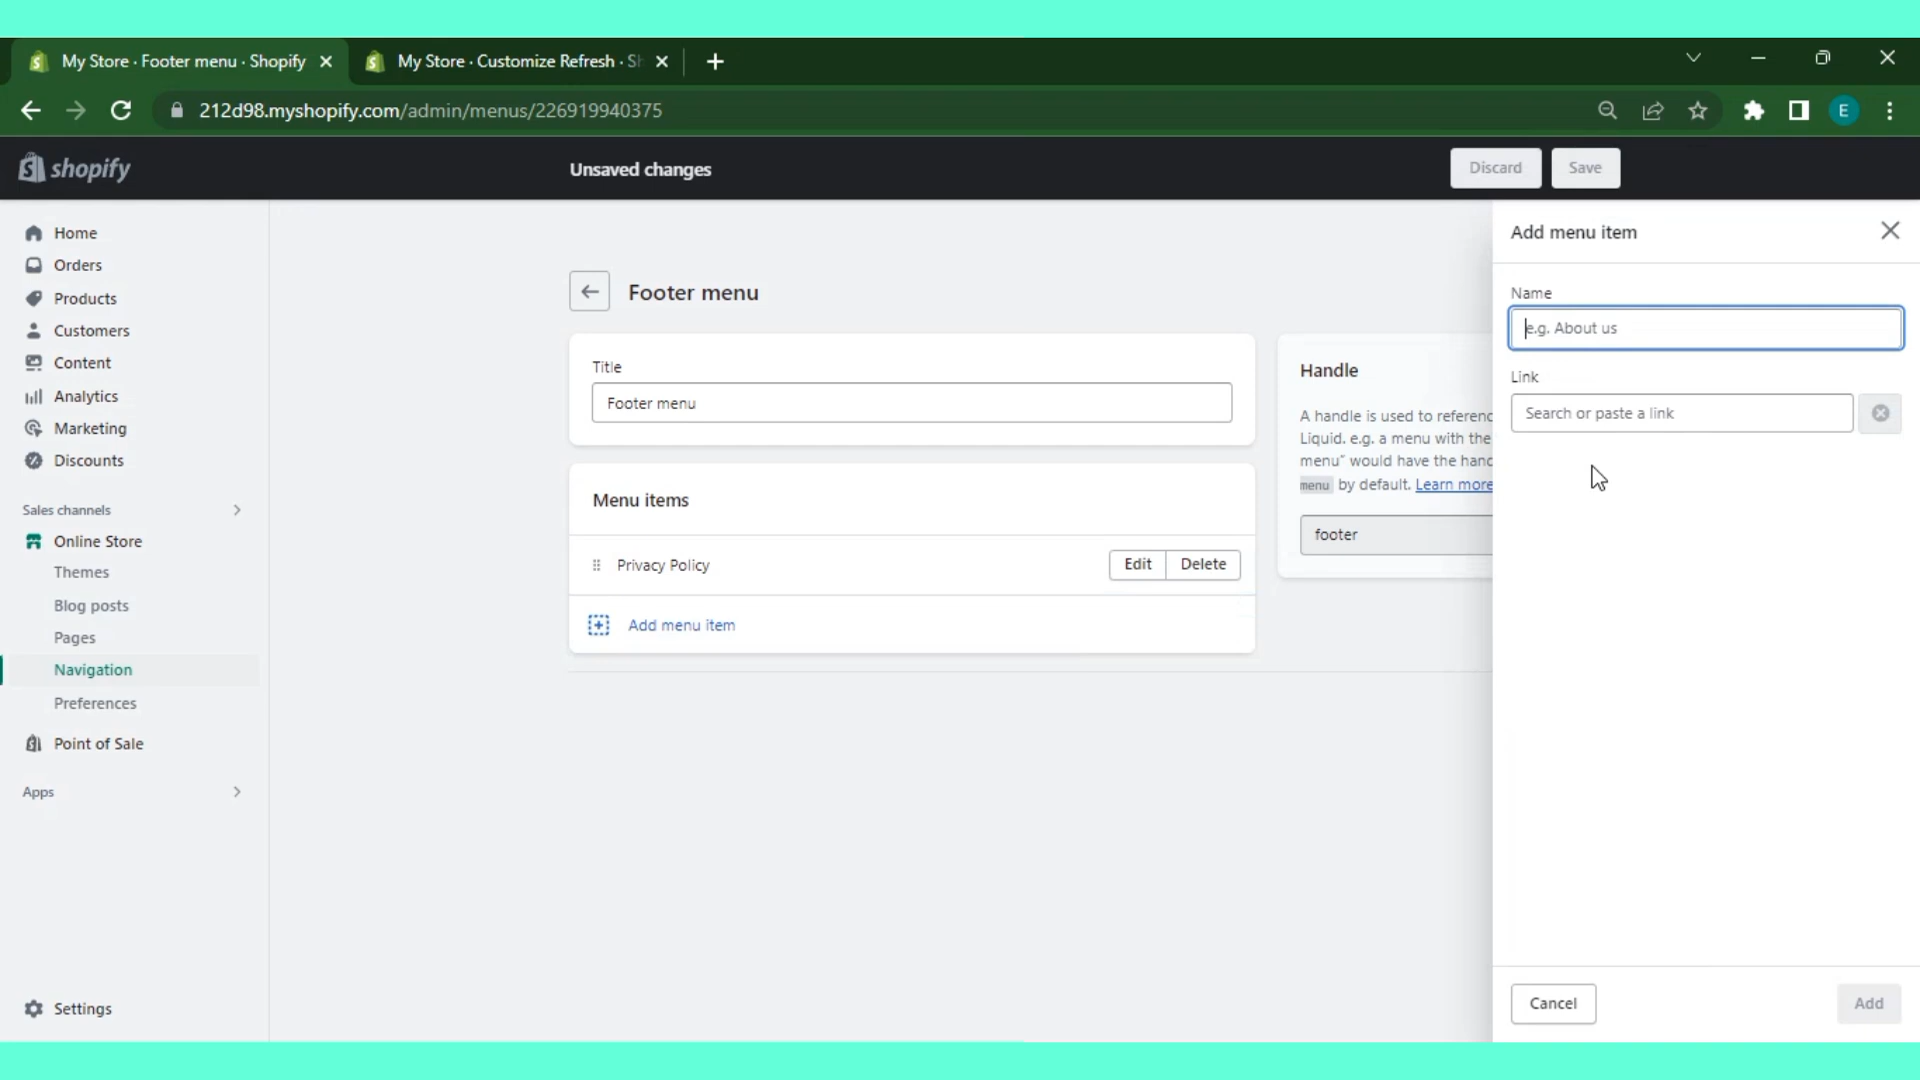 My Store · Footer menu · Shopify
My Store · Customize Refresh · Sh
212d98.myshopify.com/admin/menus/226919940375
E
shopify
Unsaved changes
Discard
Save
Home
Orders
Products
Customers
Content
Analytics
Marketing
Discounts
Sales channels
Online Store
Themes
Blog posts
Pages
Navigation
Preferences
Point of Sale
Apps
Settings
Footer menu
Title
Footer menu
Menu items
Privacy Policy
Edit
Delete
Add menu item
Handle
A handle is used to referenc
Liquid. e.g. a menu with the
menu" would have the hand
menu by default. Learn more
footer
Add menu item
Name
e.g. About us
Link
Search or paste a link
Cancel
Add